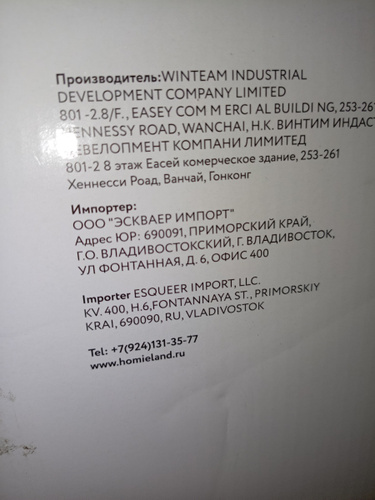 Производитель:WINTEAM INDUSTRIAL
DEVELOPMENT COMPANY LIMITED
801 -2.8/F., EASEY COM M ERCI AL BUILDI NG, 253-261
HENNESSY ROAD, WANCHAI, H.K. ВИНТИМ ИНДАС
ДЕВЕЛОПМЕНТ КОМПАНИ ЛИМИТЕД
801-2 8 этаж Еасей комерческое здание, 253-261
Хеннесси Роад, Ванчай, Гонконг
Импортер:
ООО "ЭСКВАЕР ИМПОРТ"
Адрес ЮР: 690091, ПРИМОРСКИЙ КРАЙ,
Г.О. ВЛАДИВОСТОКСКИЙ, Г. ВЛАДИВОСТОК,
УЛ ФОНТАННАЯ, Д. 6, ОФИС 400
Importer ESQUEER IMPORT, LLC.
KV. 400, H.6,FONTANNAYA ST., PRIMORSKIY
KRAI, 690090, RU, VLADIVOSTOK
Tel: +7(924)131-35-77
www.homieland.ru